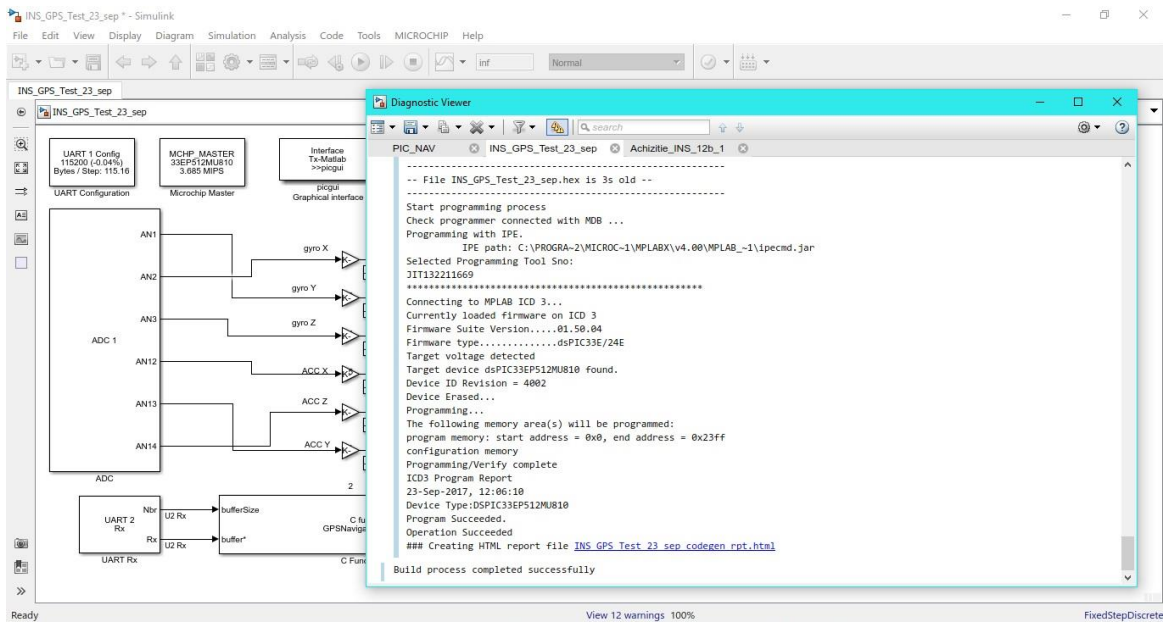 INS_GPS_Test_23_sep * - Simulink
File Edit View Display Diagram Simulation Analysis Code Tools MICROCHIP Help
inf
Normal
INS_GPS_Test_23_sep
INS_GPS_Test_23_sep
UART 1 Config
115200 (-0.04%)
Bytes / Step: 115.16
UART Configuration
MCHP_MASTER
33EP512MU810
3.685 MIPS
Microchip Master
Interface
Tx-Matlab
>>picgui
picgui
Graphical interface
ADC 1
AN1
AN2
AN3
AN12
AN13
AN14
ADC
gyro X
gyro Y
gyro Z
ACC X
ACC Z
ACC Y
K-
K-
K-
K-
K-
K-
2
UART 2
Rx
Nbr
Rx
UART Rx
U2 Rx
U2 Rx
bufferSize
buffer*
C fu
GPSNaviga
C Func
Diagnostic Viewer
search
PIC_NAV INS_GPS_Test_23_sep Achizitie_INS_12b_1
-------------------------------------------------------
-- File INS_GPS_Test_23_sep.hex is 3s old --
-------------------------------------------------------
Start programming process
Check programmer connected with MDB ...
Programming with IPE.
IPE path: C:\PROGRA~2\MICROC~1\MPLABX\v4.00\MPLAB_~1\ipecmd.jar
Selected Programming Tool Sno:
JIT132211669
*****************************************************
Connecting to MPLAB ICD 3...
Currently loaded firmware on ICD 3
Firmware Suite Version.....01.50.04
Firmware type..............dsPIC33E/24E
Target voltage detected
Target device dsPIC33EP512MU810 found.
Device ID Revision = 4002
Device Erased...
Programming...
The following memory area(s) will be programmed:
program memory: start address = 0x0, end address = 0x23ff
configuration memory
Programming/Verify complete
ICD3 Program Report
23-Sep-2017, 12:06:10
Device Type:DSPIC33EP512MU810
Program Succeeded.
Operation Succeeded
### Creating HTML report file INS_GPS_Test_23_sep_codegen_rpt.html
Build process completed successfully
Ready
View 12 warnings 100%
FixedStepDiscrete